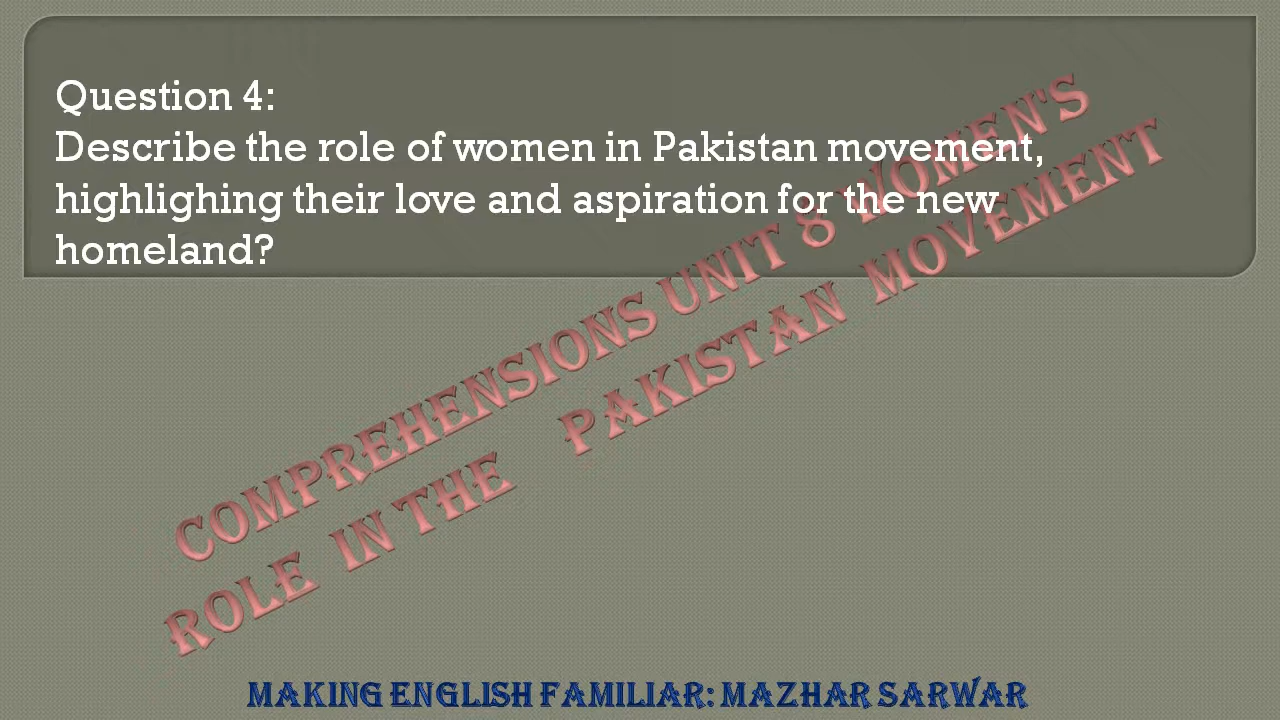 Question 4:
Describe the role of women in Pakistan movement,
highlighing their love and aspiration for the new
homeland?
COMPREHENSIONS UNIT 8 WOMEN'S
ROLE IN THE PAKISTAN MOVEMENT
MAKING ENGLISH FAMILIAR: MAZHAR SARWAR